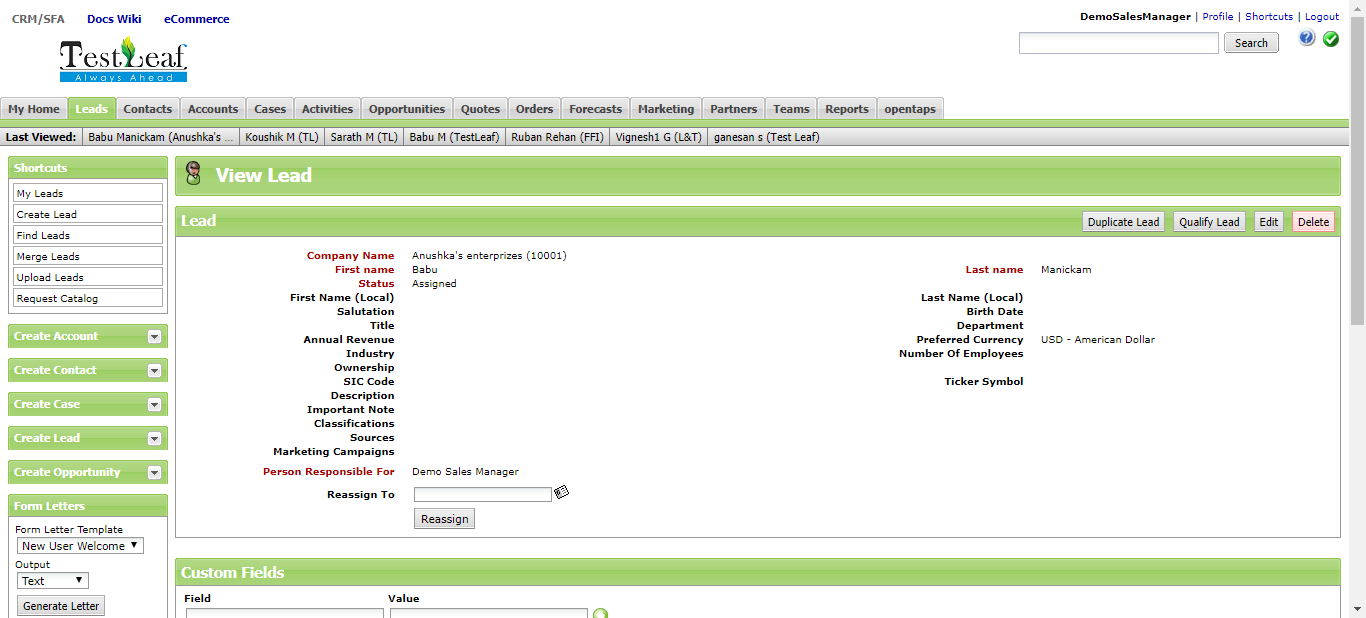 CRM/SFA Docs Wiki eCommerce
DemoSalesManager | Profile | Shortcuts | Logout
TestLeaf
Always Ahead
Search
?
My Home Leads Contacts Accounts Cases Activities Opportunities Quotes Orders Forecasts Marketing Partners Teams Reports opentaps
Last Viewed: Babu Manickam (Anushka's ... Koushik M (TL) Sarath M (TL) Babu M (TestLeaf) Ruban Rehan (FFI) Vignesh1 G (L&T) ganesan s (Test Leaf)
Shortcuts
My Leads
Create Lead
Find Leads
Merge Leads
Upload Leads
Request Catalog
Create Account
Create Contact
Create Case
Create Lead
Create Opportunity
Form Letters
Form Letter Template
New User Welcome
Output
Text
Generate Letter
View Lead
Lead
Duplicate Lead Qualify Lead Edit Delete
Company Name Anushka's enterprizes (10001)
First name Babu Last name Manickam
Status Assigned
First Name (Local) Last Name (Local)
Salutation Birth Date
Title Department
Annual Revenue Preferred Currency USD - American Dollar
Industry Number Of Employees
Ownership
SIC Code Ticker Symbol
Description
Important Note
Classifications
Sources
Marketing Campaigns
Person Responsible For Demo Sales Manager
Reassign To
Reassign
Custom Fields
Field Value